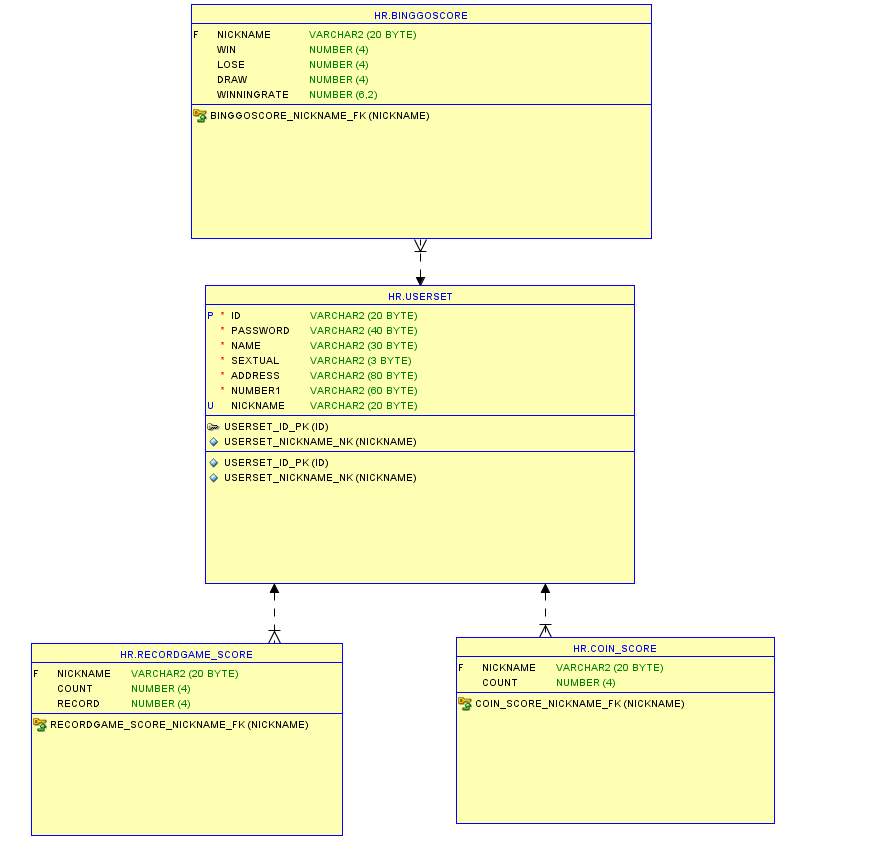 HR.BINGGOSCORE
F NICKNAME VARCHAR2 (20 BYTE)
WIN NUMBER (4)
LOSE NUMBER (4)
DRAW NUMBER (4)
WINNINGRATE NUMBER (6,2)
BINGGOSCORE_NICKNAME_FK (NICKNAME)
HR.USERSET
P * ID VARCHAR2 (20 BYTE)
* PASSWORD VARCHAR2 (40 BYTE)
* NAME VARCHAR2 (30 BYTE)
* SEXTUAL VARCHAR2 (3 BYTE)
* ADDRESS VARCHAR2 (80 BYTE)
* NUMBER1 VARCHAR2 (60 BYTE)
U NICKNAME VARCHAR2 (20 BYTE)
USERSET_ID_PK (ID)
USERSET_NICKNAME_NK (NICKNAME)
USERSET_ID_PK (ID)
USERSET_NICKNAME_NK (NICKNAME)
HR.RECORDGAME_SCORE
F NICKNAME VARCHAR2 (20 BYTE)
COUNT NUMBER (4)
RECORD NUMBER (4)
RECORDGAME_SCORE_NICKNAME_FK (NICKNAME)
HR.COIN_SCORE
F NICKNAME VARCHAR2 (20 BYTE)
COUNT NUMBER (4)
COIN_SCORE_NICKNAME_FK (NICKNAME)